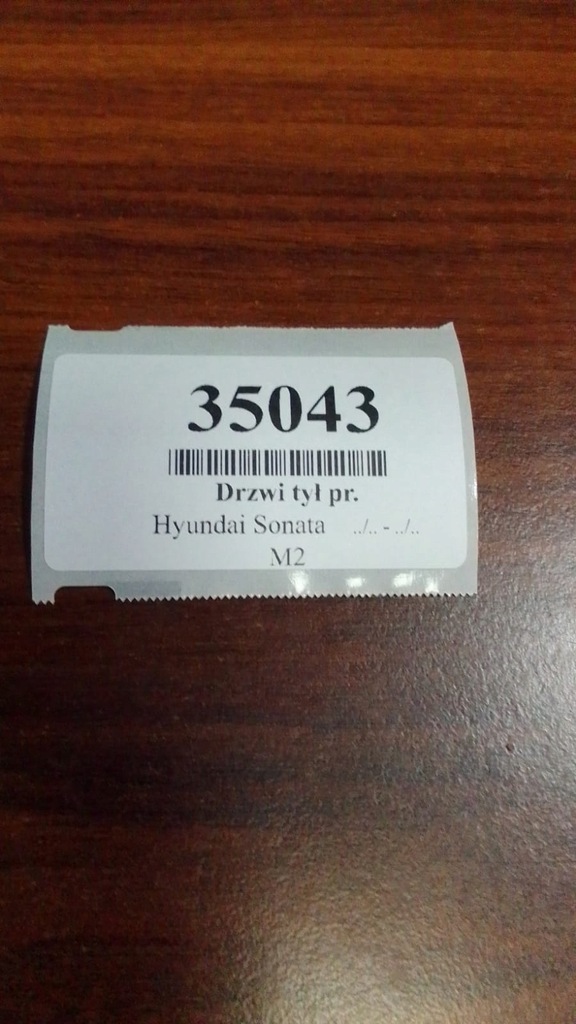 35043
Drzwi tył pr.
Hyundai Sonata ../.. - ../..
M2